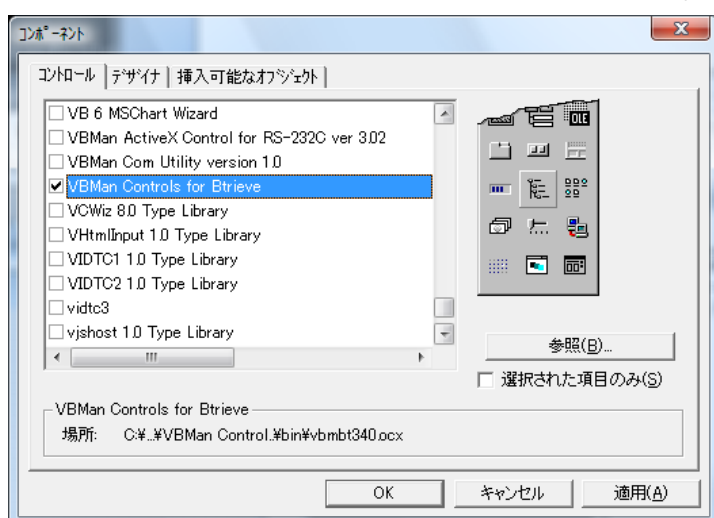 コンポーネント
コントロール デザイナ 挿入可能なオブジェクト
VB 6 MSChart Wizard
VBMan ActiveX Control for RS-232C ver 3.02
VBMan Com Utility version 1.0
VBMan Controls for Btrieve
VCWiz 8.0 Type Library
VHtmlInput 1.0 Type Library
VIDTC1 1.0 Type Library
VIDTC2 1.0 Type Library
vidtc3
vjshost 1.0 Type Library
OLE
参照(B)...
選択された項目のみ(S)
VBMan Controls for Btrieve
場所: C:¥...¥VBMan Control..¥bin¥vbmbt340.ocx
OK キャンセル 適用(A)